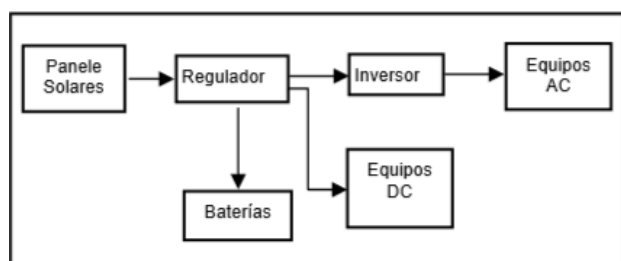 Panele
Solares
Regulador
Inversor
Equipos
AC
Baterías
Equipos
DC